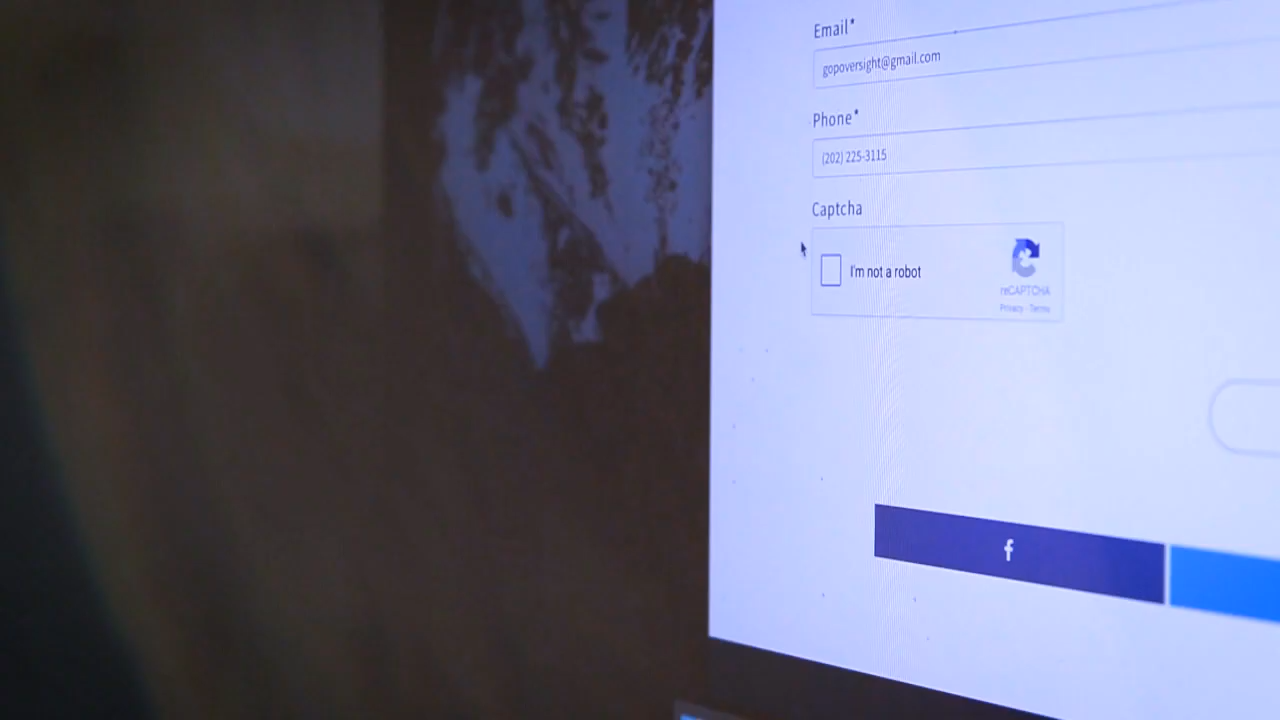 Email*
gopoversight@gmail.com
Phone*
(202) 225-3115
Captcha
I'm not a robot
reCAPTCHA
Privacy - Terms
f